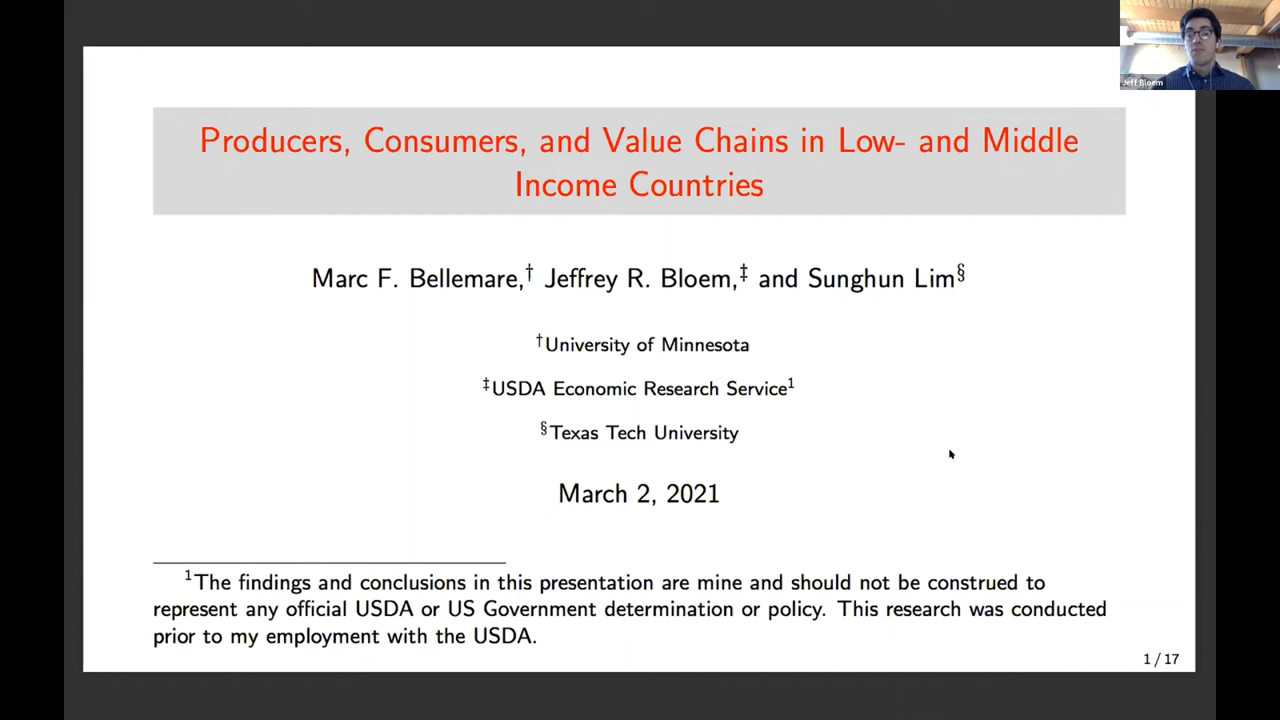 Jeff Bloem
Producers, Consumers, and Value Chains in Low- and Middle
Income Countries
Marc F. Bellemare,† Jeffrey R. Bloem,‡ and Sunghun Lim§
†University of Minnesota
‡USDA Economic Research Service1
§Texas Tech University
March 2, 2021
1The findings and conclusions in this presentation are mine and should not be construed to
represent any official USDA or US Government determination or policy. This research was conducted
prior to my employment with the USDA.
1 / 17